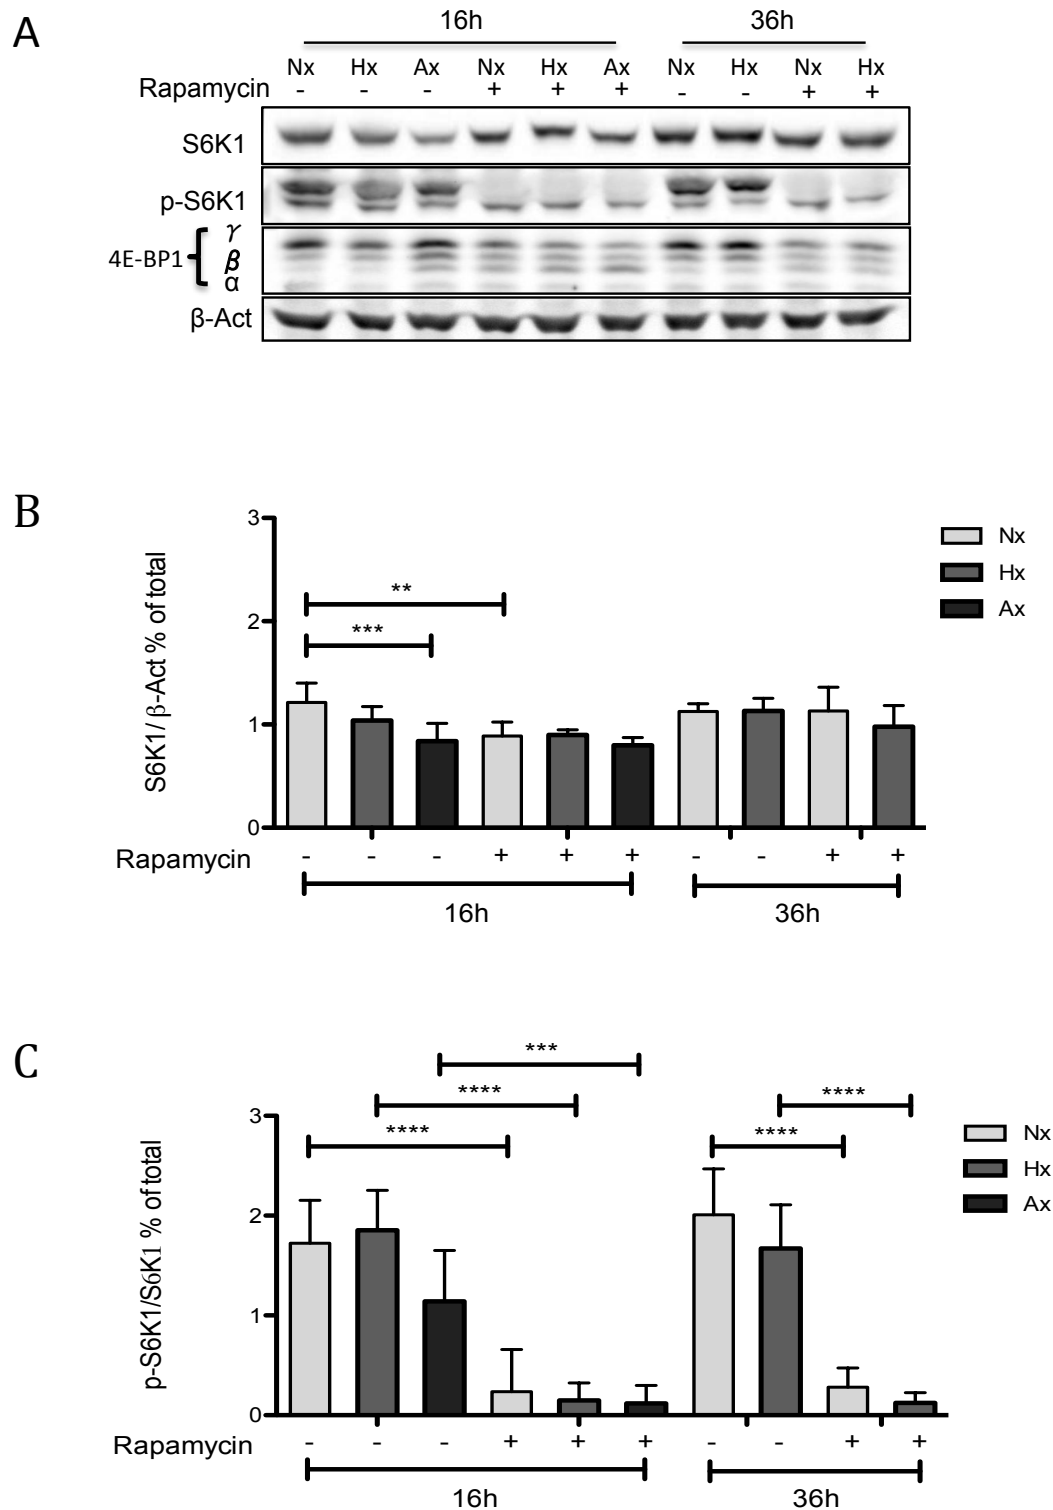 A
16h 36h
Nx Hx Ax Nx Hx Ax Nx Hx Nx Hx
Rapamycin - - - + + + - - + +
S6K1
p-S6K1
4E-BP1 γ
β
α
β-Act
B
3
2
1
0
S6K1/ β-Act % of total
**
***
Nx
Hx
Ax
Rapamycin - - - + + + - - + +
16h 36h
C
3
2
1
0
p-S6K1/S6K1 % of total
***
**** ****
**** ****
Nx
Hx
Ax
Rapamycin - - - + + + - - + +
16h 36h